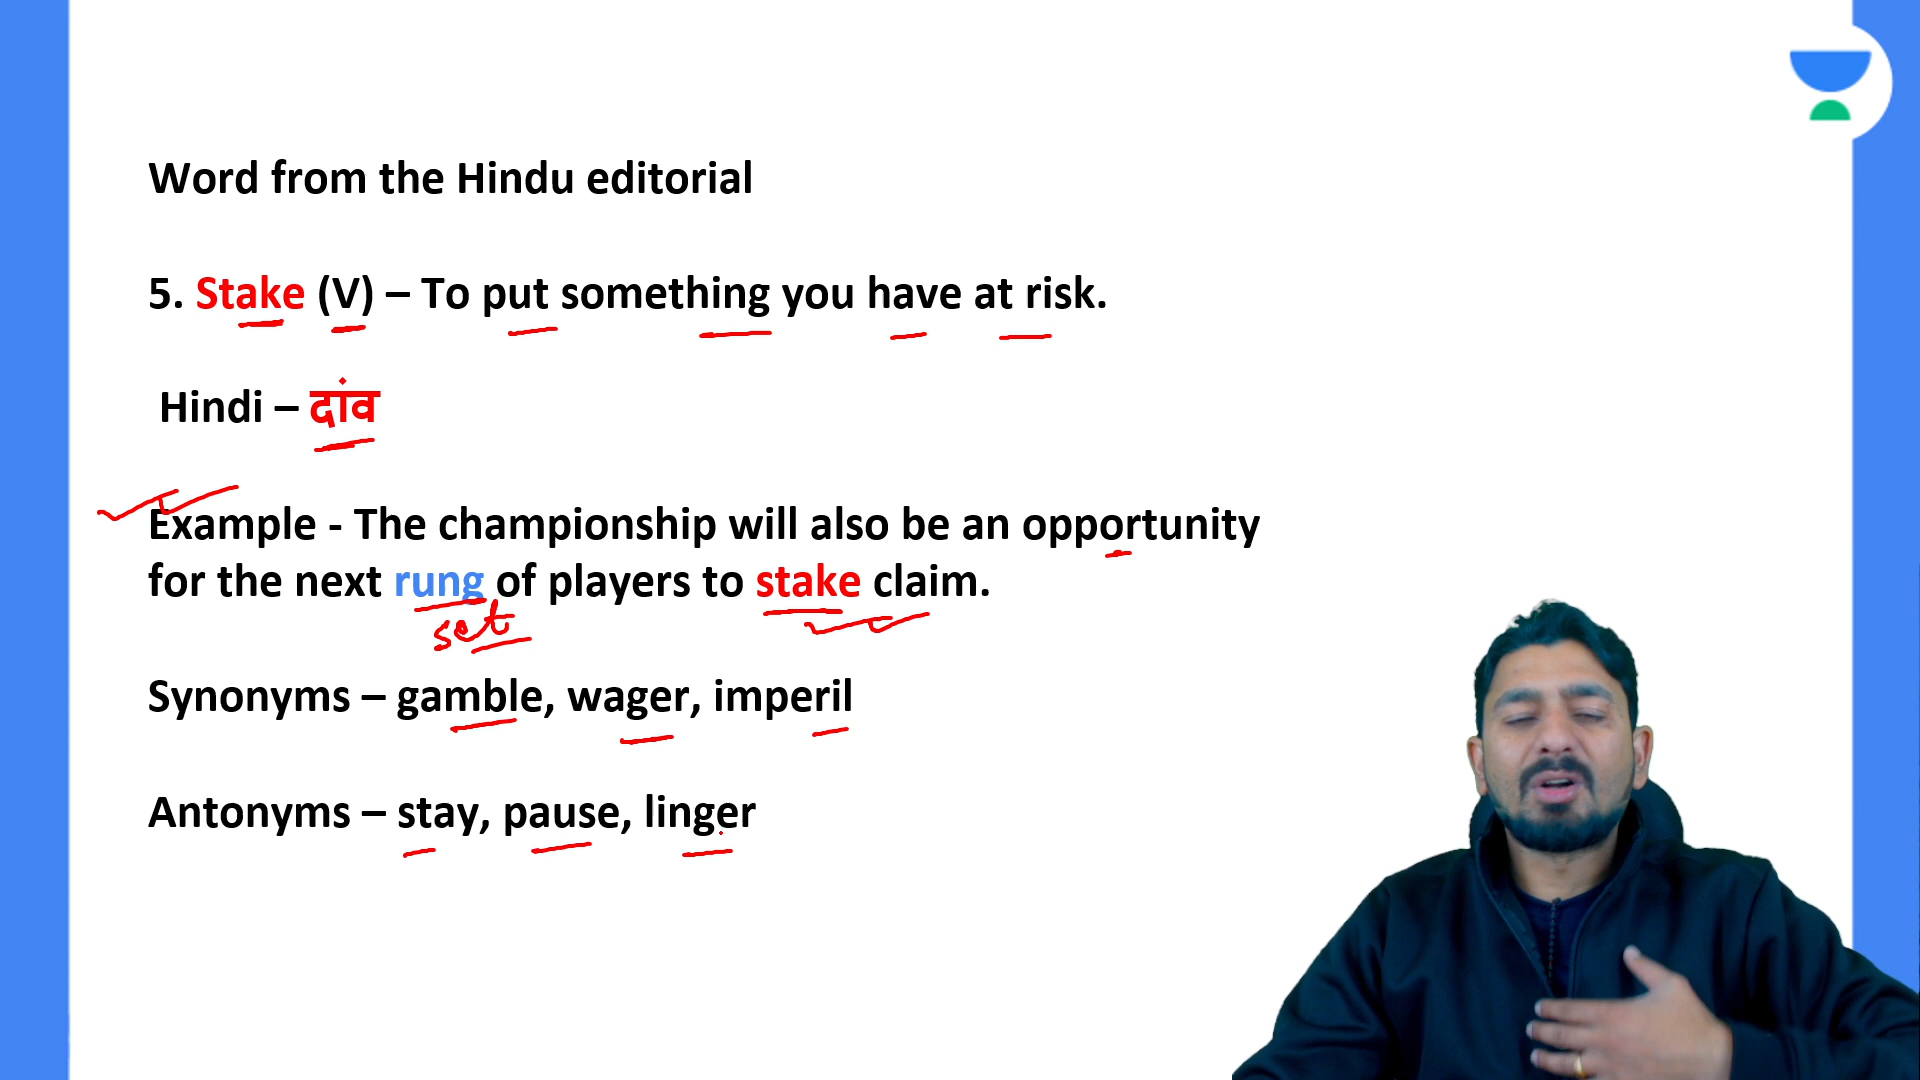 Word from the Hindu editorial
5. Stake (V) – To put something you have at risk.
Hindi – दांव
Example - The championship will also be an opportunity
for the next rung of players to stake claim.
set
Synonyms – gamble, wager, imperil
Antonyms – stay, pause, linger